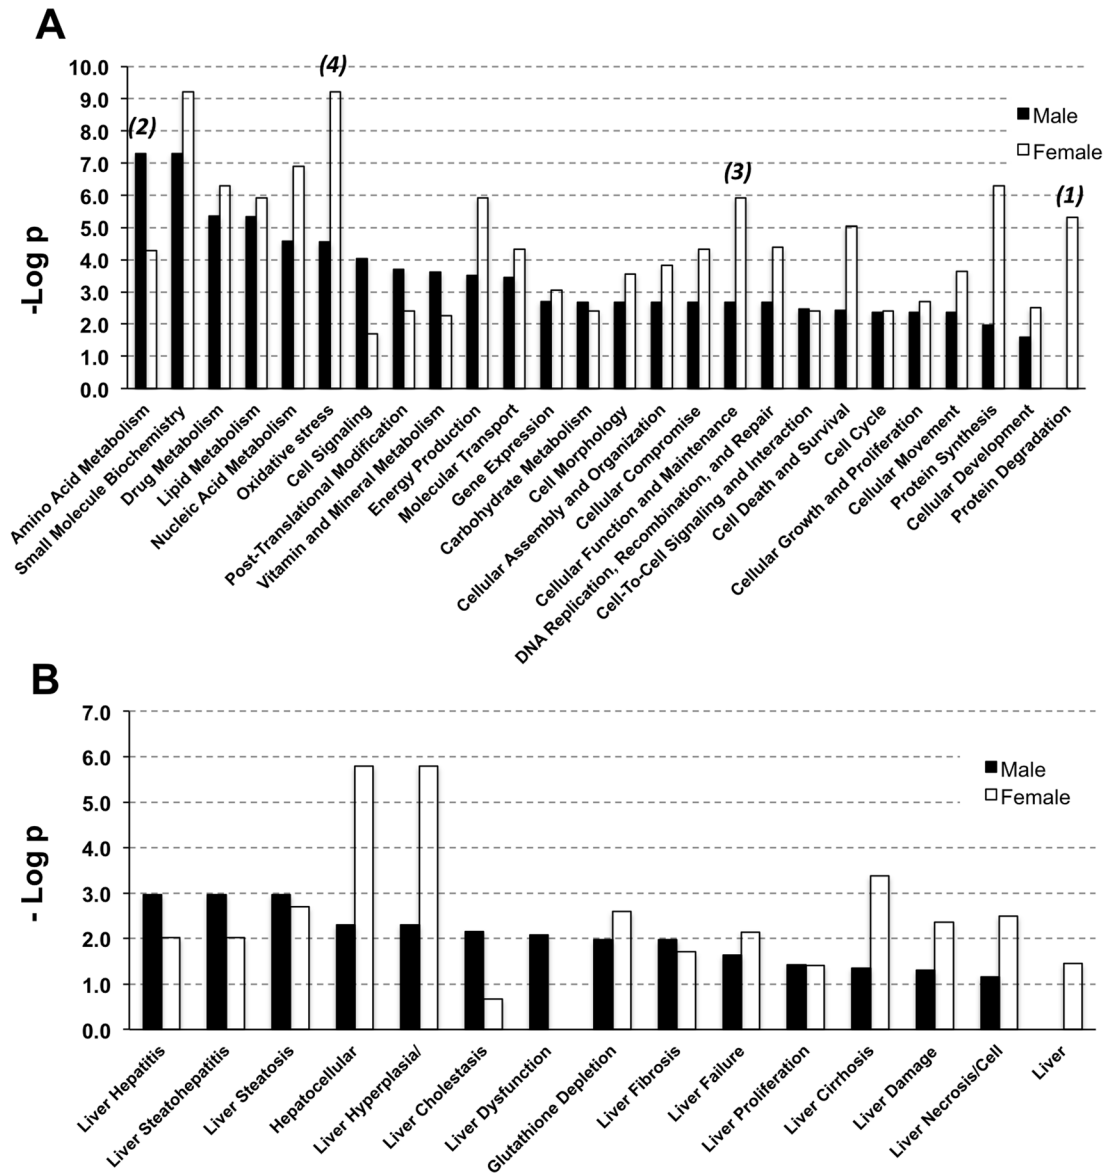 A
(4)
10.0
9.0
(2)
8.0
Male
7.0
Female
(3)
6.0
(1)
5.0
-Log p
4.0
3.0
2.0
1.0
0.0
Amino Acid Metabolism
Small Molecule Biochemistry
Drug Metabolism
Lipid Metabolism
Nucleic Acid Metabolism
Oxidative stress
Cell Signaling
Post-Translational Modification
Vitamin and Mineral Metabolism
Energy Production
Molecular Transport
Gene Expression
Carbohydrate Metabolism
Cell Morphology
Cellular Assembly and Organization
Cellular Compromise
Cellular Function and Maintenance
DNA Replication, Recombination, and Repair
Cell-To-Cell Signaling and Interaction
Cell Death and Survival
Cell Cycle
Cellular Growth and Proliferation
Cellular Movement
Protein Synthesis
Cellular Development
Protein Degradation
B
7.0
6.0
Male
Female
5.0
4.0
- Log p
3.0
2.0
1.0
0.0
Liver Hepatitis
Liver Steatohepatitis
Liver Steatosis
Hepatocellular
Liver Hyperplasia/
Liver Cholestasis
Liver Dysfunction
Glutathione Depletion
Liver Fibrosis
Liver Failure
Liver Proliferation
Liver Cirrhosis
Liver Damage
Liver Necrosis/Cell
Liver